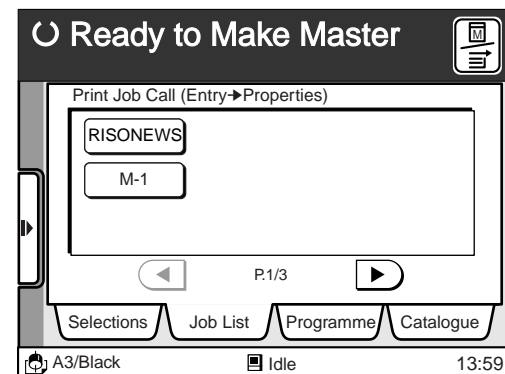 Ready to Make Master
M
Print Job Call (Entry➔Properties)
RISONEWS
M-1
P.1/3
Selections Job List Programme Catalogue
A3/Black Idle 13:59